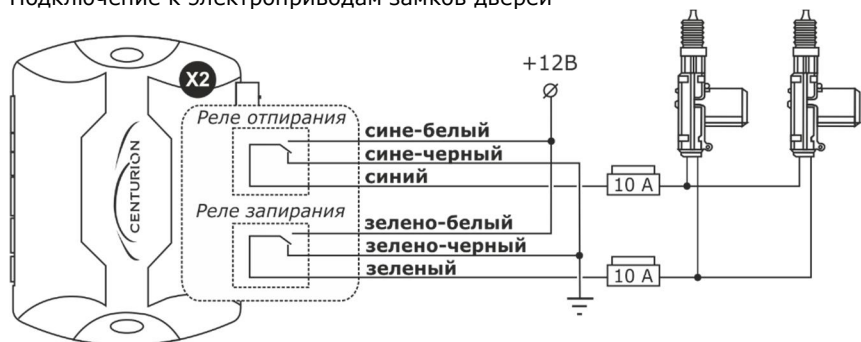 Подключение к электроприводам замков дверей
X2
+12В
Реле отпирания
сине-белый
сине-черный
синий
10 А
CENTURION
Реле запирания
зелено-белый
зелено-черный
зеленый
10 А